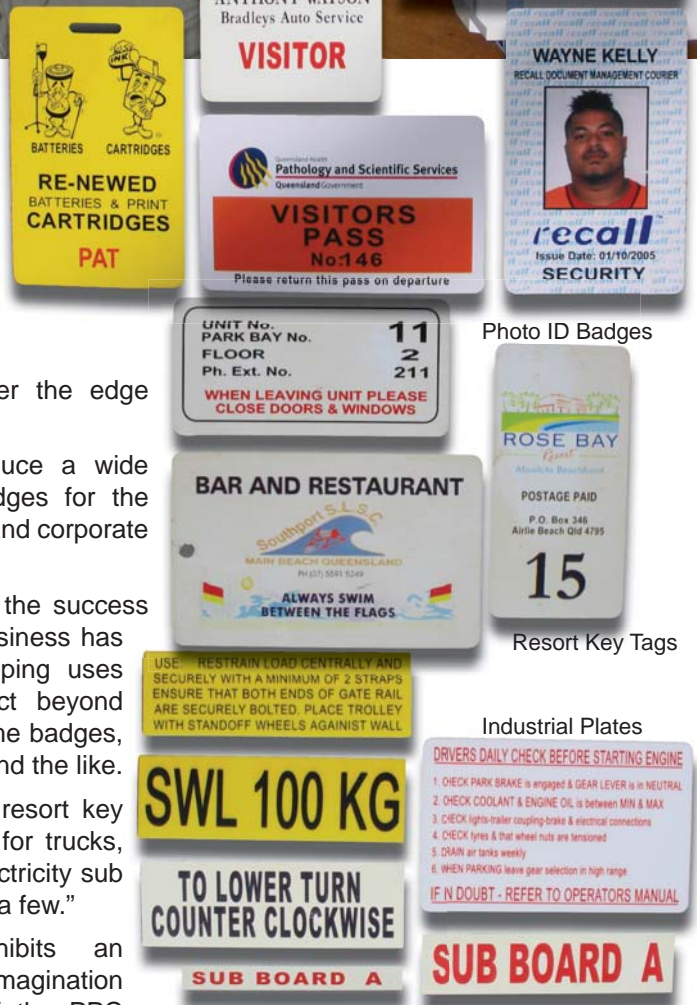 ANTHONY WATSON
Bradleys Auto Service
VISITOR
BATTERIES CARTRIDGES
RE-NEWED
BATTERIES & PRINT
CARTRIDGES
PAT
Queensland Health
Pathology and Scientific Services
Queensland Government
VISITORS
PASS
No:146
Please return this pass on departure
WAYNE KELLY
RECALL DOCUMENT MANAGEMENT COURIER
recall
Issue Date: 01/10/2005
SECURITY
Photo ID Badges
UNIT No. 11
PARK BAY No.
FLOOR 2
Ph. Ext. No. 211
WHEN LEAVING UNIT PLEASE
CLOSE DOORS & WINDOWS
ROSE BAY
Resort
Absolute Beachfront
POSTAGE PAID
P.O. Box 346
Airlie Beach Qld 4795
15
Resort Key Tags
BAR AND RESTAURANT
Southport S.L.S.C
MAIN BEACH QUEENSLAND
PH (07) 5591 5249
ALWAYS SWIM
BETWEEN THE FLAGS
er the edge
uce a wide
dges for the
and corporate
the success
siness has
ping uses
ct beyond
ne badges,
nd the like.
resort key
for trucks,
ctricity sub
a few.”
hibits an
magination
USE: RESTRAIN LOAD CENTRALLY AND
SECURELY WITH A MINIMUM OF 2 STRAPS
ENSURE THAT BOTH ENDS OF GATE RAIL
ARE SECURELY BOLTED. PLACE TROLLEY
WITH STANDOFF WHEELS AGAINIST WALL
SWL 100 KG
TO LOWER TURN
COUNTER CLOCKWISE
SUB BOARD A
Industrial Plates
DRIVERS DAILY CHECK BEFORE STARTING ENGINE
1. CHECK PARK BRAKE is engaged & GEAR LEVER is in NEUTRAL
2. CHECK COOLANT & ENGINE OIL is between MIN & MAX
3. CHECK lights-trailer coupling-brake & electrical connections
4. CHECK tyres & that wheel nuts are tensioned
5. DRAIN air tanks weekly
6. WHEN PARKING leave gear selection in high range
IF IN DOUBT - REFER TO OPERATORS MANUAL
SUB BOARD A